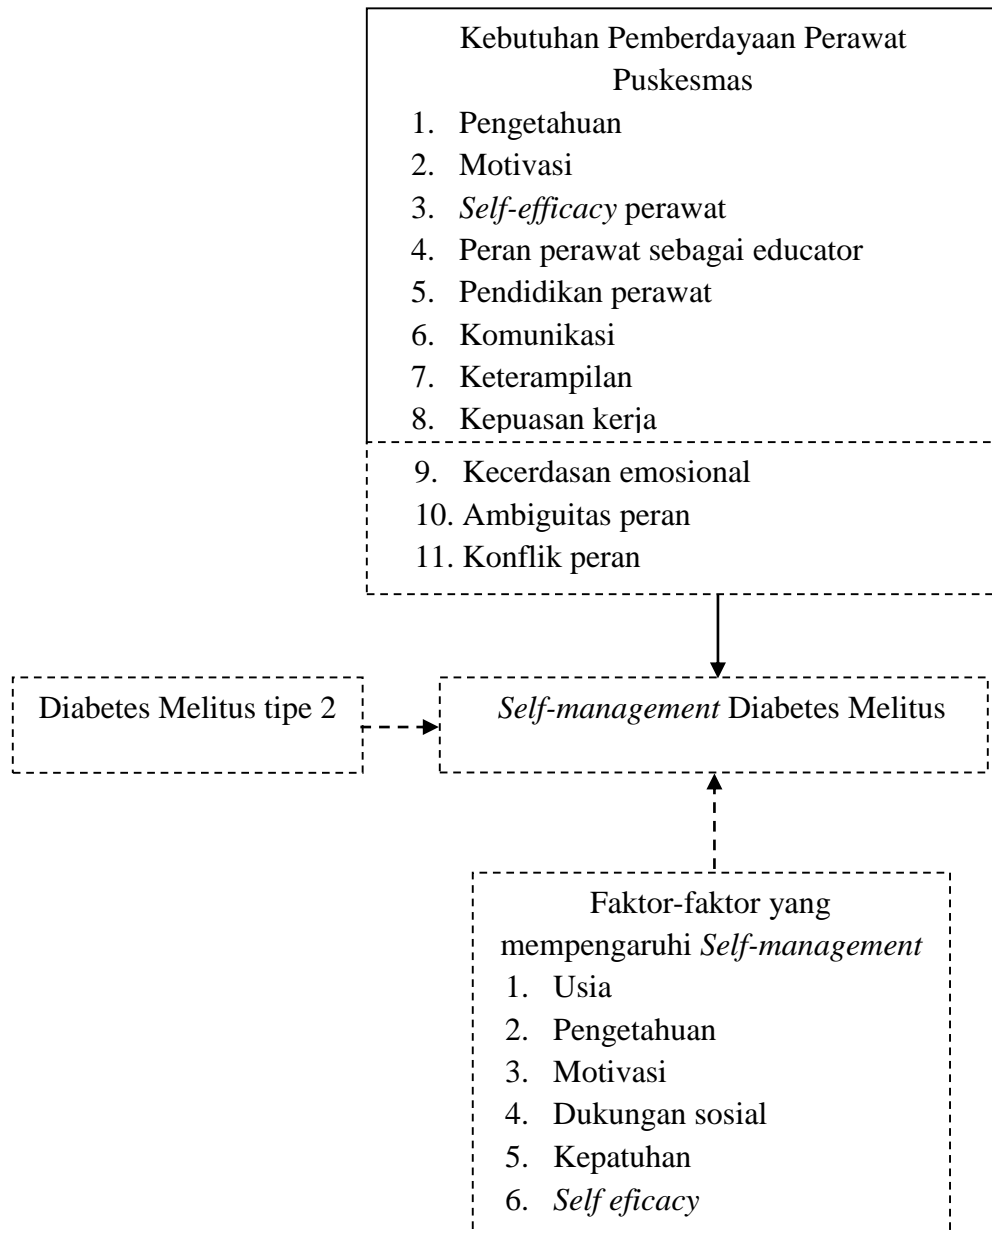 Kebutuhan Pemberdayaan Perawat
Puskesmas
1. Pengetahuan
2. Motivasi
3. Self-efficacy perawat
4. Peran perawat sebagai educator
5. Pendidikan perawat
6. Komunikasi
7. Keterampilan
8. Kepuasan kerja
9. Kecerdasan emosional
10. Ambiguitas peran
11. Konflik peran
Diabetes Melitus tipe 2
Self-management Diabetes Melitus
Faktor-faktor yang
mempengaruhi Self-management
1. Usia
2. Pengetahuan
3. Motivasi
4. Dukungan sosial
5. Kepatuhan
6. Self eficacy